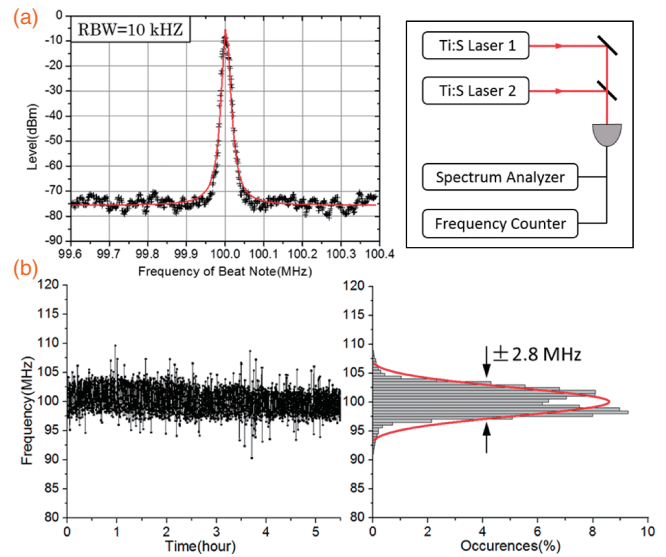 (a)
RBW=10 kHZ
Level(dBm)
0
-10
-20
-30
-40
-50
-60
-70
-80
-90
99.6 99.7 99.8 99.9 100.0 100.1 100.2 100.3 100.4
Frequency of Beat Note(MHz)
Ti:S Laser 1
Ti:S Laser 2
Spectrum Analyzer
Frequency Counter
(b)
Frequency(MHz)
120
115
110
105
100
95
90
85
80
0 1 2 3 4 5
Time(hour)
120
115
110
105
100
95
90
85
80
± 2.8 MHz
0 2 4 6 8 10
Occurences(%)